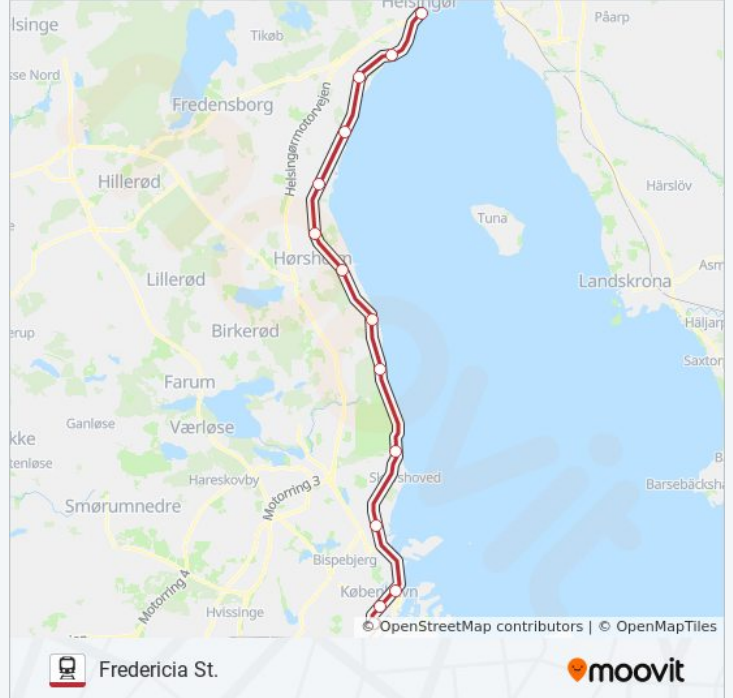 Helsingør
lsinge
Påarp
Tikøb
sse Nord
Fredensborg
Helsingørmotorvejen
Hillerød
Härslöv
Tuna
Hørsholm
Asm
Lillerød
Landskrona
erup
Birkerød
Häljarp
Saxtor
Farum
Ganløse
Værløse
kke
tenløse
Hareskovby
Skovshoved
Barsebäcksha
Motorring 3
Smørumnedre
Bispebjerg
Motorring 4
København
Hvissinge
© OpenStreetMap contributors | © OpenMapTiles
Fredericia St.
moovit